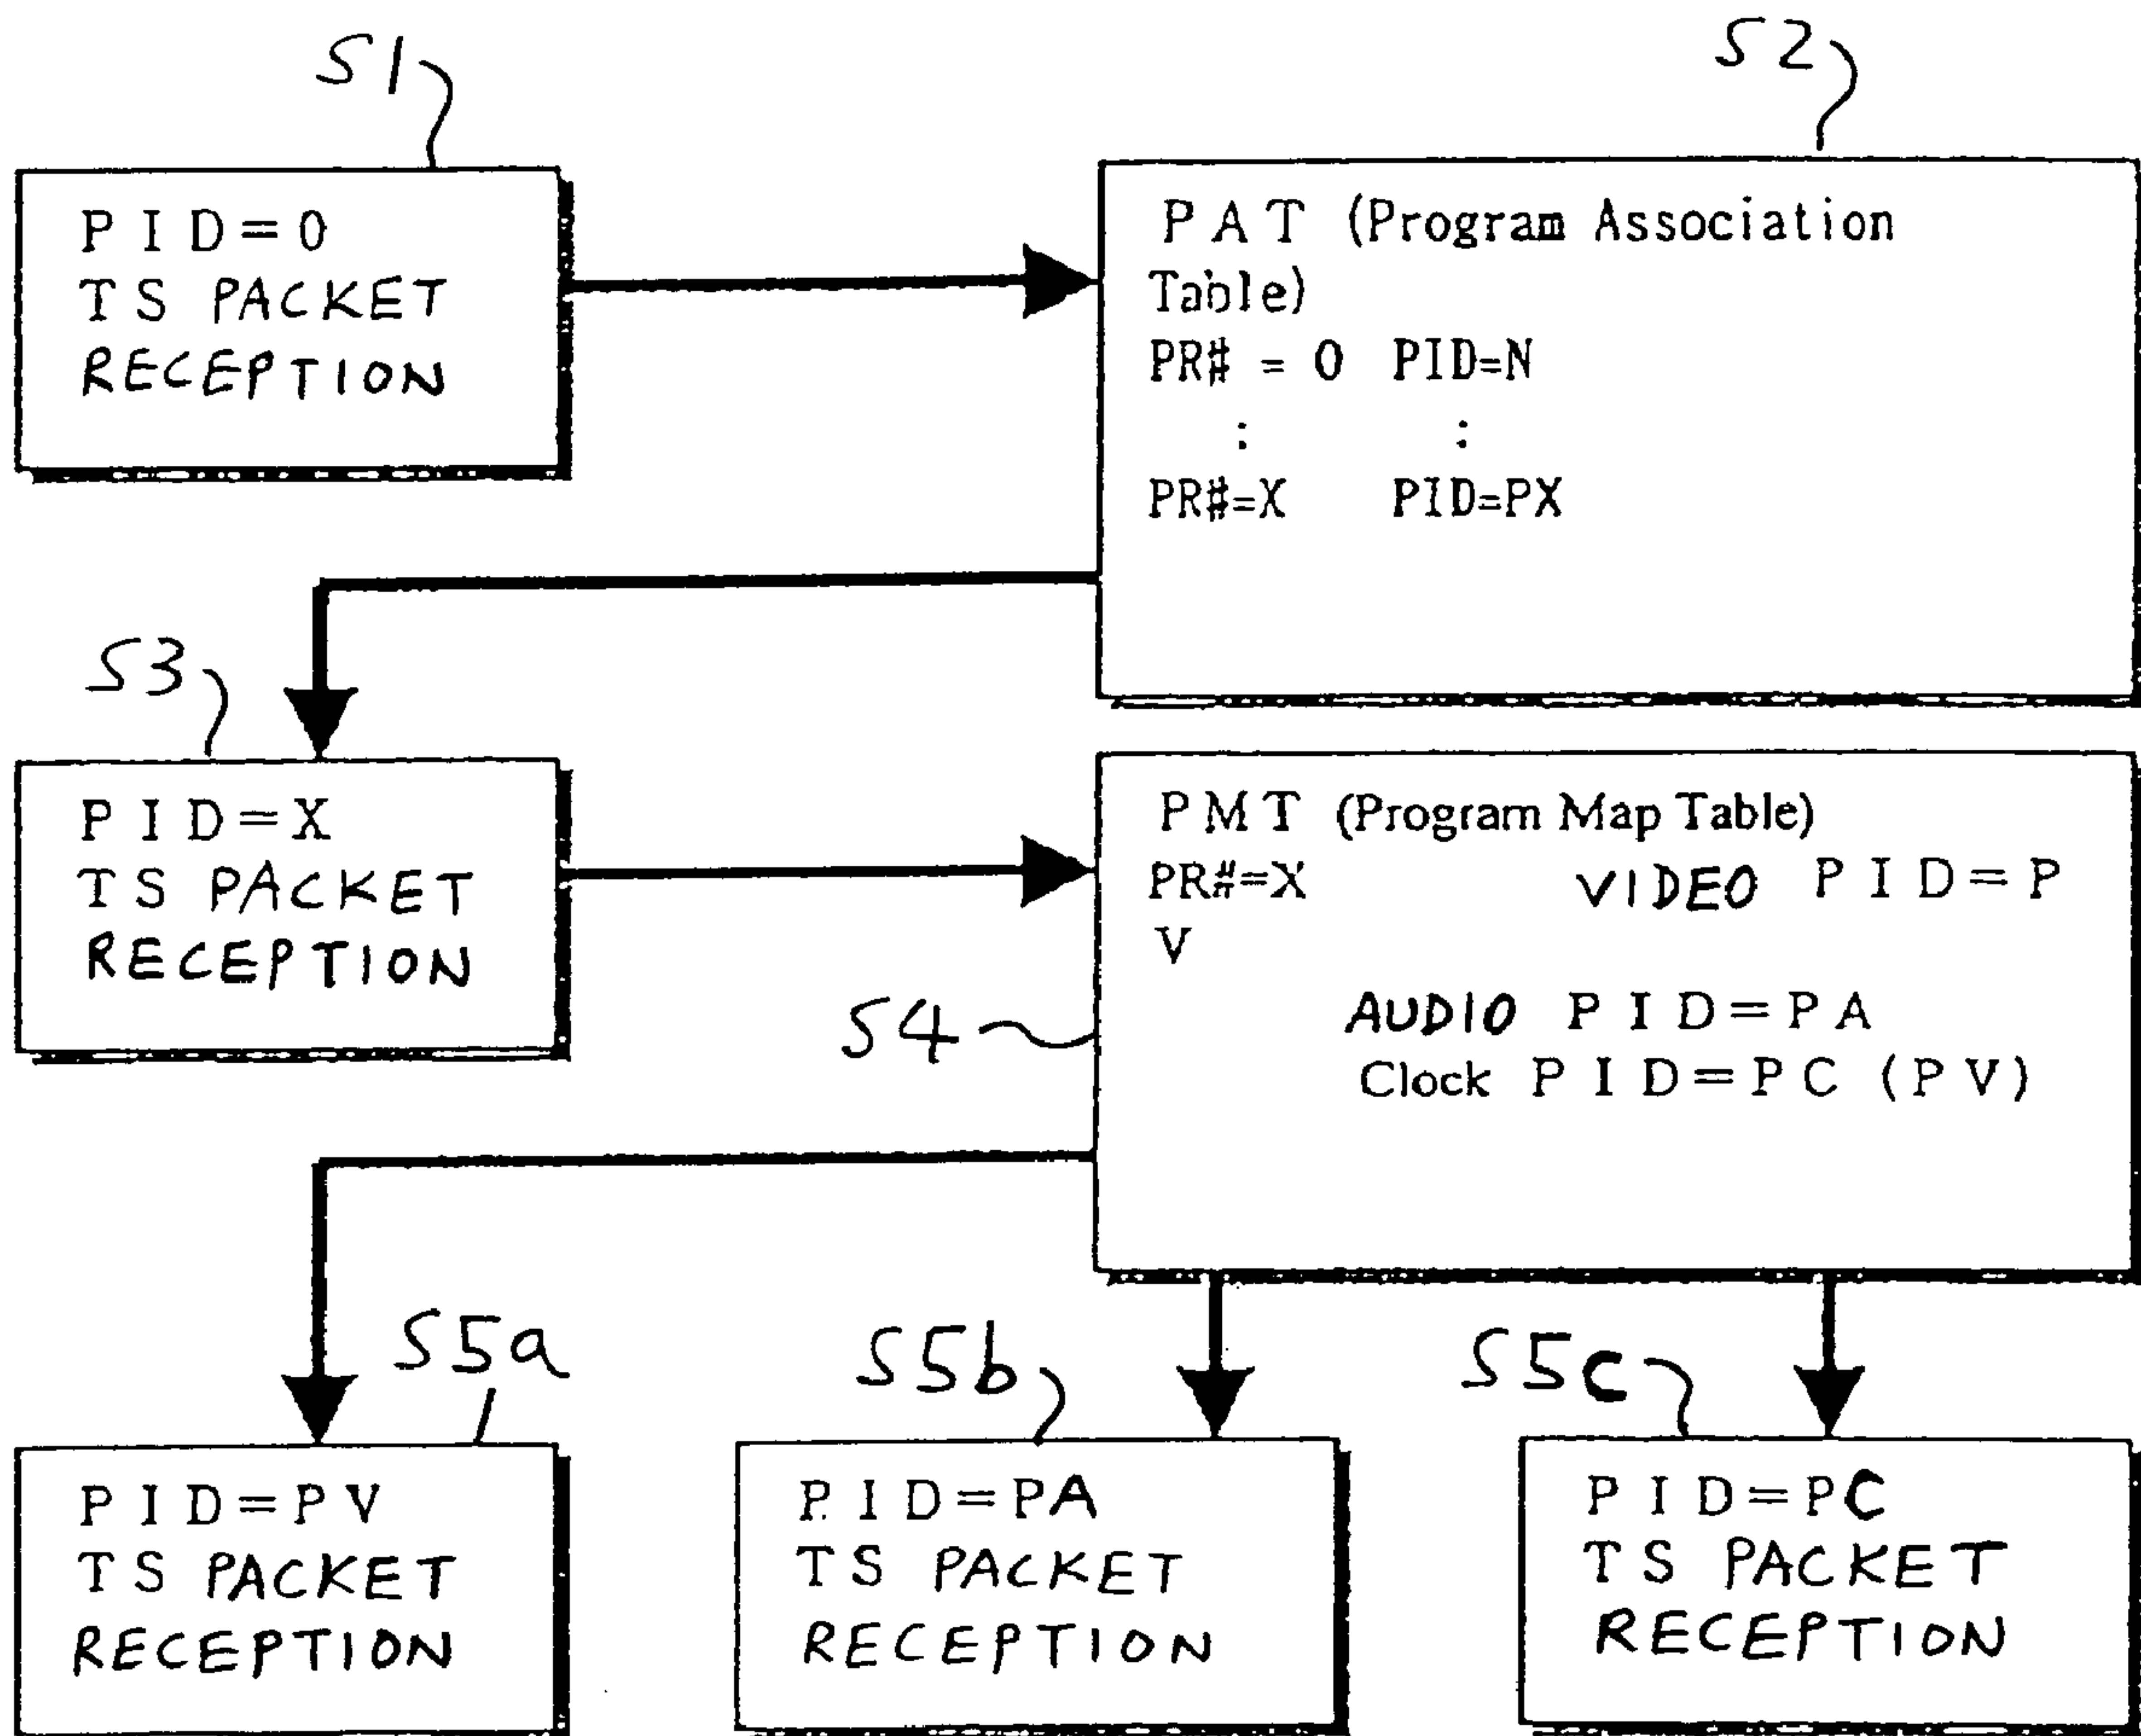 S1
PID=0
TS PACKET
RECEPTION
S2
PAT (Program Association
Table)
PR# = 0 PID=N
: :
PR#=X PID=PX
S3
PID=X
TS PACKET
RECEPTION
S4
PMT (Program Map Table)
PR#=X VIDEO PID=P
V
AUDIO PID=PA
Clock PID=PC (PV)
S5a
PID=PV
TS PACKET
RECEPTION
S5b
PID=PA
TS PACKET
RECEPTION
S5c
PID=PC
TS PACKET
RECEPTION